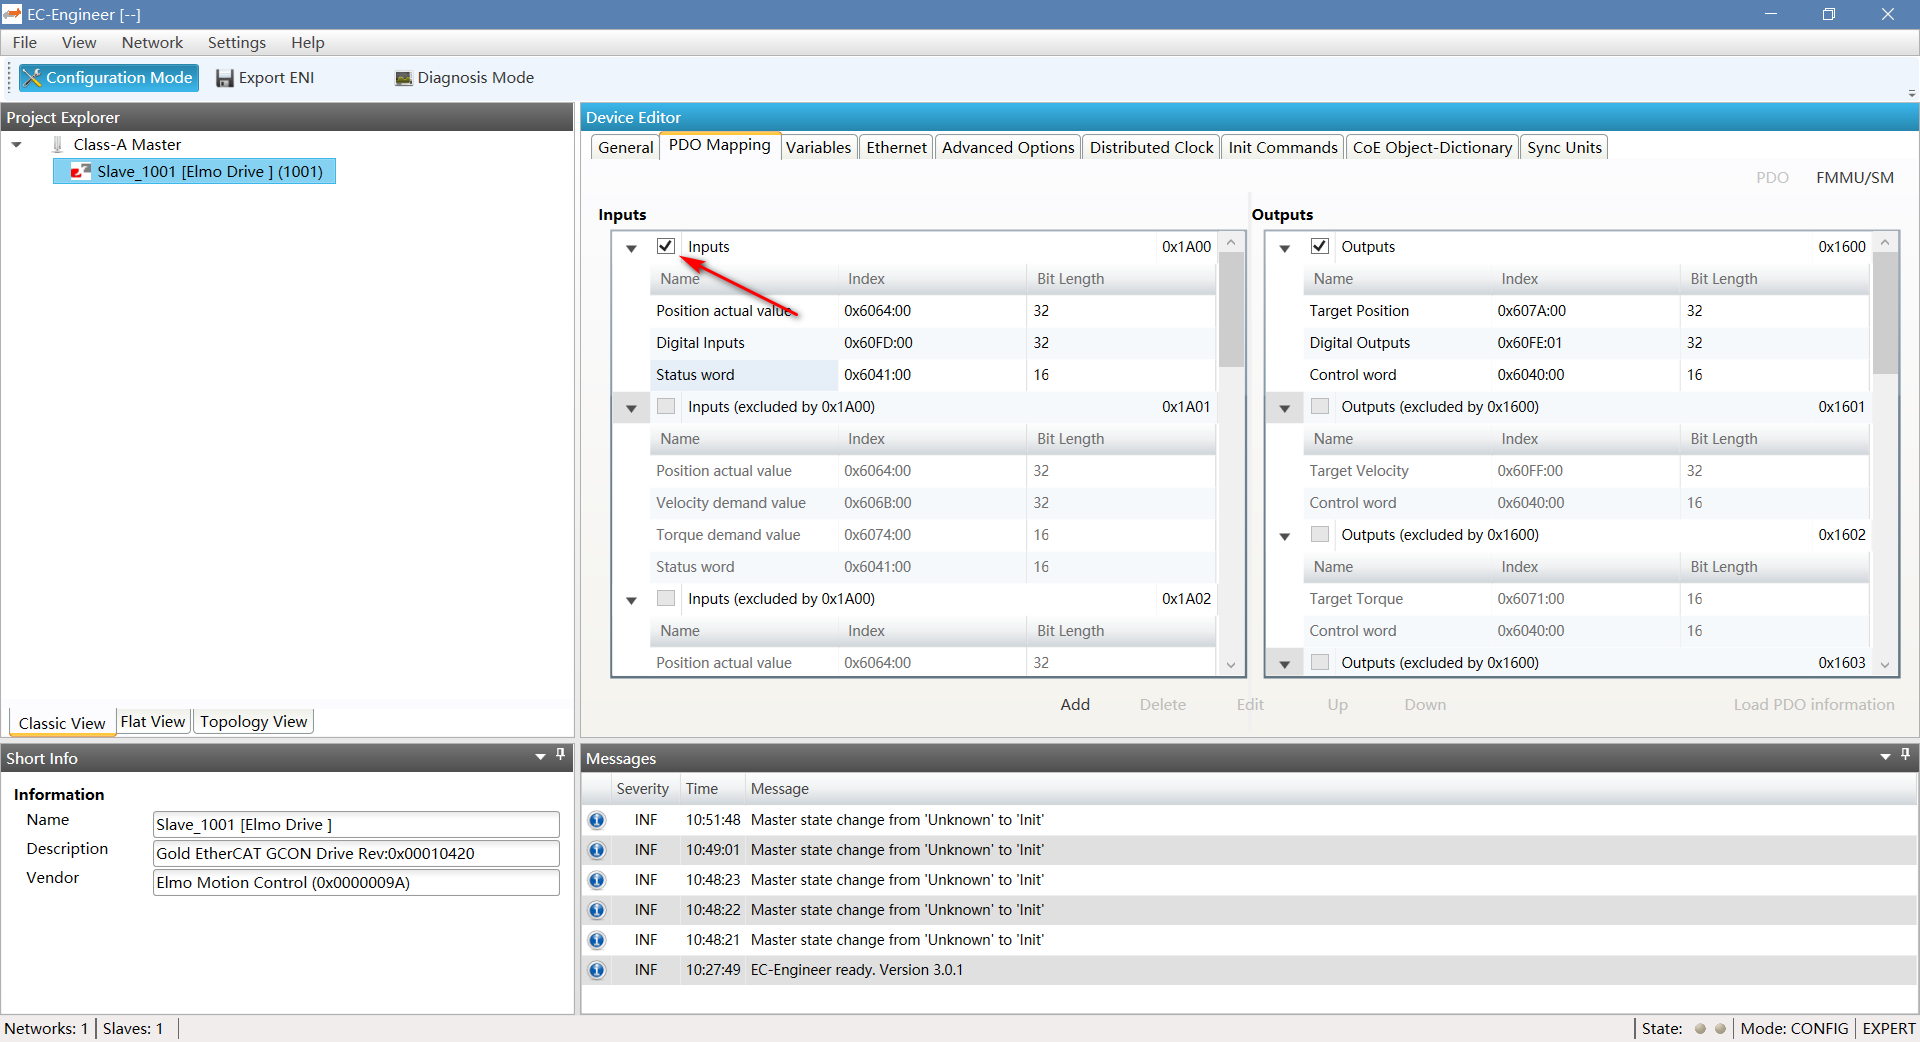 EC-Engineer [--]
File View Network Settings Help
Configuration Mode Export ENI Diagnosis Mode
Project Explorer
Class-A Master
Slave_1001 [Elmo Drive ] (1001)
Classic View Flat View Topology View
Device Editor
General PDO Mapping Variables Ethernet Advanced Options Distributed Clock Init Commands CoE Object-Dictionary Sync Units
PDO FMMU/SM
Inputs
Inputs 0x1A00
Name Index Bit Length
Position actual value 0x6064:00 32
Digital Inputs 0x60FD:00 32
Status word 0x6041:00 16
Inputs (excluded by 0x1A00) 0x1A01
Name Index Bit Length
Position actual value 0x6064:00 32
Velocity demand value 0x606B:00 32
Torque demand value 0x6074:00 16
Status word 0x6041:00 16
Inputs (excluded by 0x1A00) 0x1A02
Name Index Bit Length
Position actual value 0x6064:00 32
Outputs
Outputs 0x1600
Name Index Bit Length
Target Position 0x607A:00 32
Digital Outputs 0x60FE:01 32
Control word 0x6040:00 16
Outputs (excluded by 0x1600) 0x1601
Name Index Bit Length
Target Velocity 0x60FF:00 32
Control word 0x6040:00 16
Outputs (excluded by 0x1600) 0x1602
Name Index Bit Length
Target Torque 0x6071:00 16
Control word 0x6040:00 16
Outputs (excluded by 0x1600) 0x1603
Add Delete Edit Up Down Load PDO information
Short Info
Information
Name Slave_1001 [Elmo Drive ]
Description Gold EtherCAT GCON Drive Rev:0x00010420
Vendor Elmo Motion Control (0x0000009A)
Messages
Severity Time Message
INF 10:51:48 Master state change from 'Unknown' to 'Init'
INF 10:49:01 Master state change from 'Unknown' to 'Init'
INF 10:48:23 Master state change from 'Unknown' to 'Init'
INF 10:48:22 Master state change from 'Unknown' to 'Init'
INF 10:48:21 Master state change from 'Unknown' to 'Init'
INF 10:27:49 EC-Engineer ready. Version 3.0.1
Networks: 1 Slaves: 1 State: Mode: CONFIG EXPERT